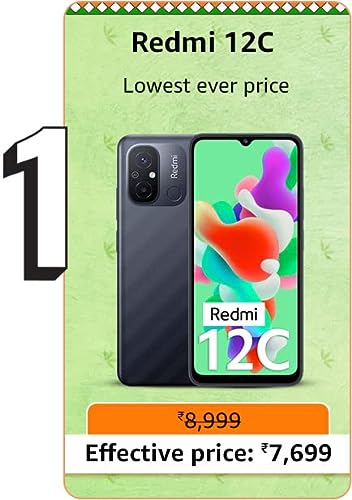 Redmi 12C
Lowest ever price
1
Redmi
Redmi
12C
₹8,999
Effective price: ₹7,699